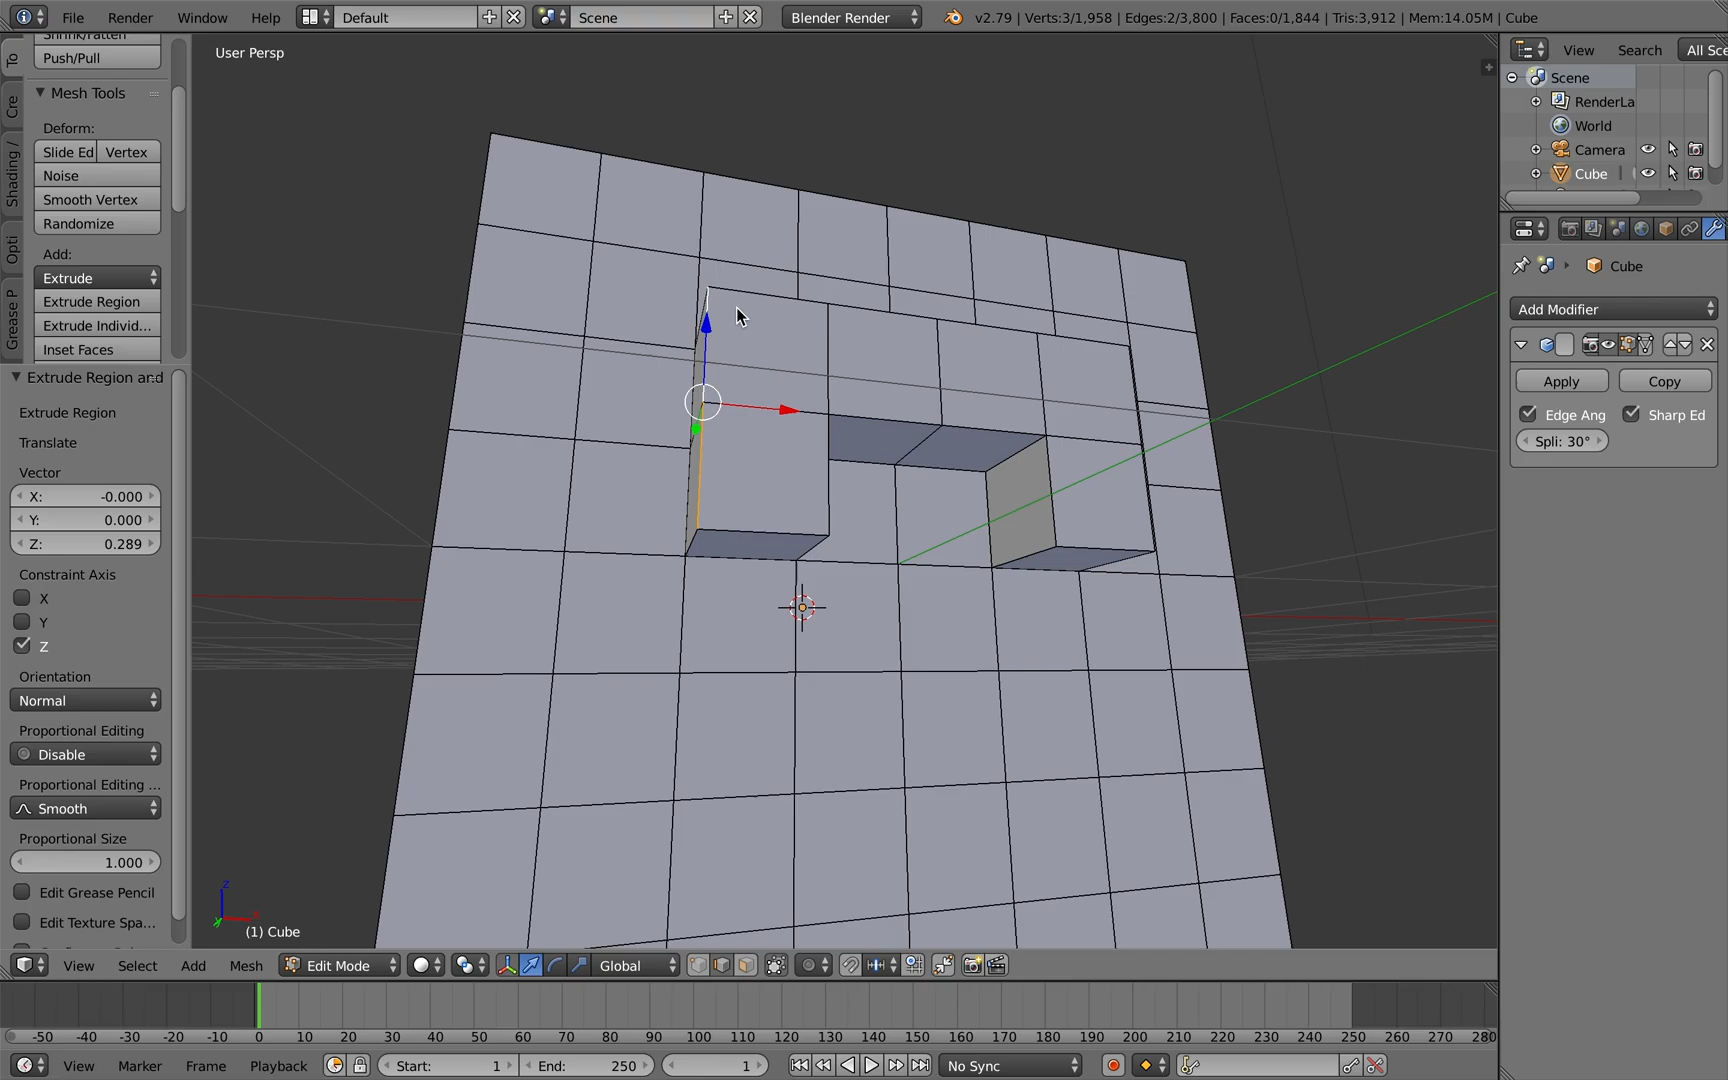 File Render Window Help Default Scene Blender Render v2.79 | Verts:3/1,958 | Edges:2/3,800 | Faces:0/1,844 | Tris:3,912 | Mem:14.05M | Cube
Push/Pull
Mesh Tools
Deform:
Slide Ed Vertex
Noise
Smooth Vertex
Randomize
Add:
Extrude
Extrude Region
Extrude Individ...
Inset Faces
To
Cre
Shading /
Opti
Grease P
Extrude Region and
Extrude Region
Translate
Vector
X: -0.000
Y: 0.000
Z: 0.289
Constraint Axis
X
Y
Z
Orientation
Normal
Proportional Editing
Disable
Proportional Editing ...
Smooth
Proportional Size
1.000
Edit Grease Pencil
Edit Texture Spa...
User Persp
z
x
y
(1) Cube
View Search All Sce
Scene
RenderLa
World
Camera
Cube
Cube
Add Modifier
Apply Copy
Edge Ang Sharp Ed
Spli: 30°
View Select Add Mesh Edit Mode Global
-50 -40 -30 -20 -10 0 10 20 30 40 50 60 70 80 90 100 110 120 130 140 150 160 170 180 190 200 210 220 230 240 250 260 270 280
View Marker Frame Playback Start: 1 End: 250 1 No Sync